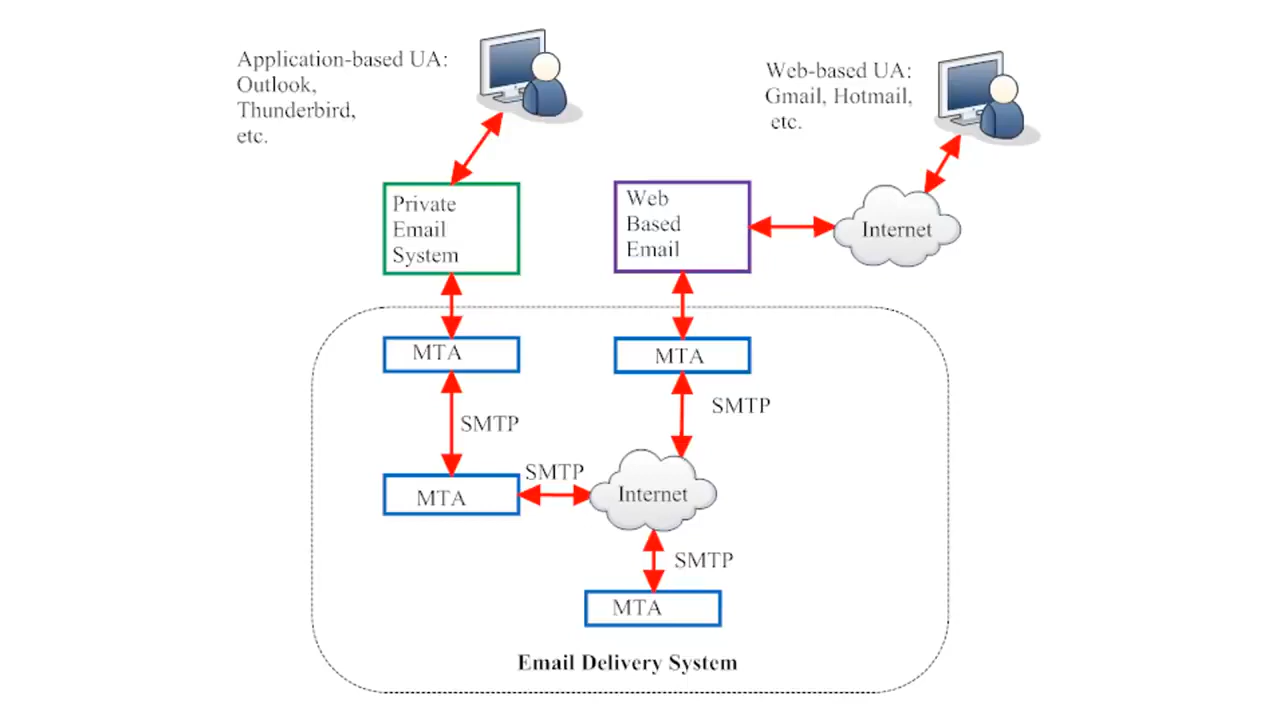 Application-based UA:
Outlook,
Thunderbird,
etc.
Web-based UA:
Gmail, Hotmail,
etc.
Private
Email
System
Web
Based
Email
Internet
MTA
MTA
SMTP
SMTP
SMTP
MTA
Internet
SMTP
MTA
Email Delivery System